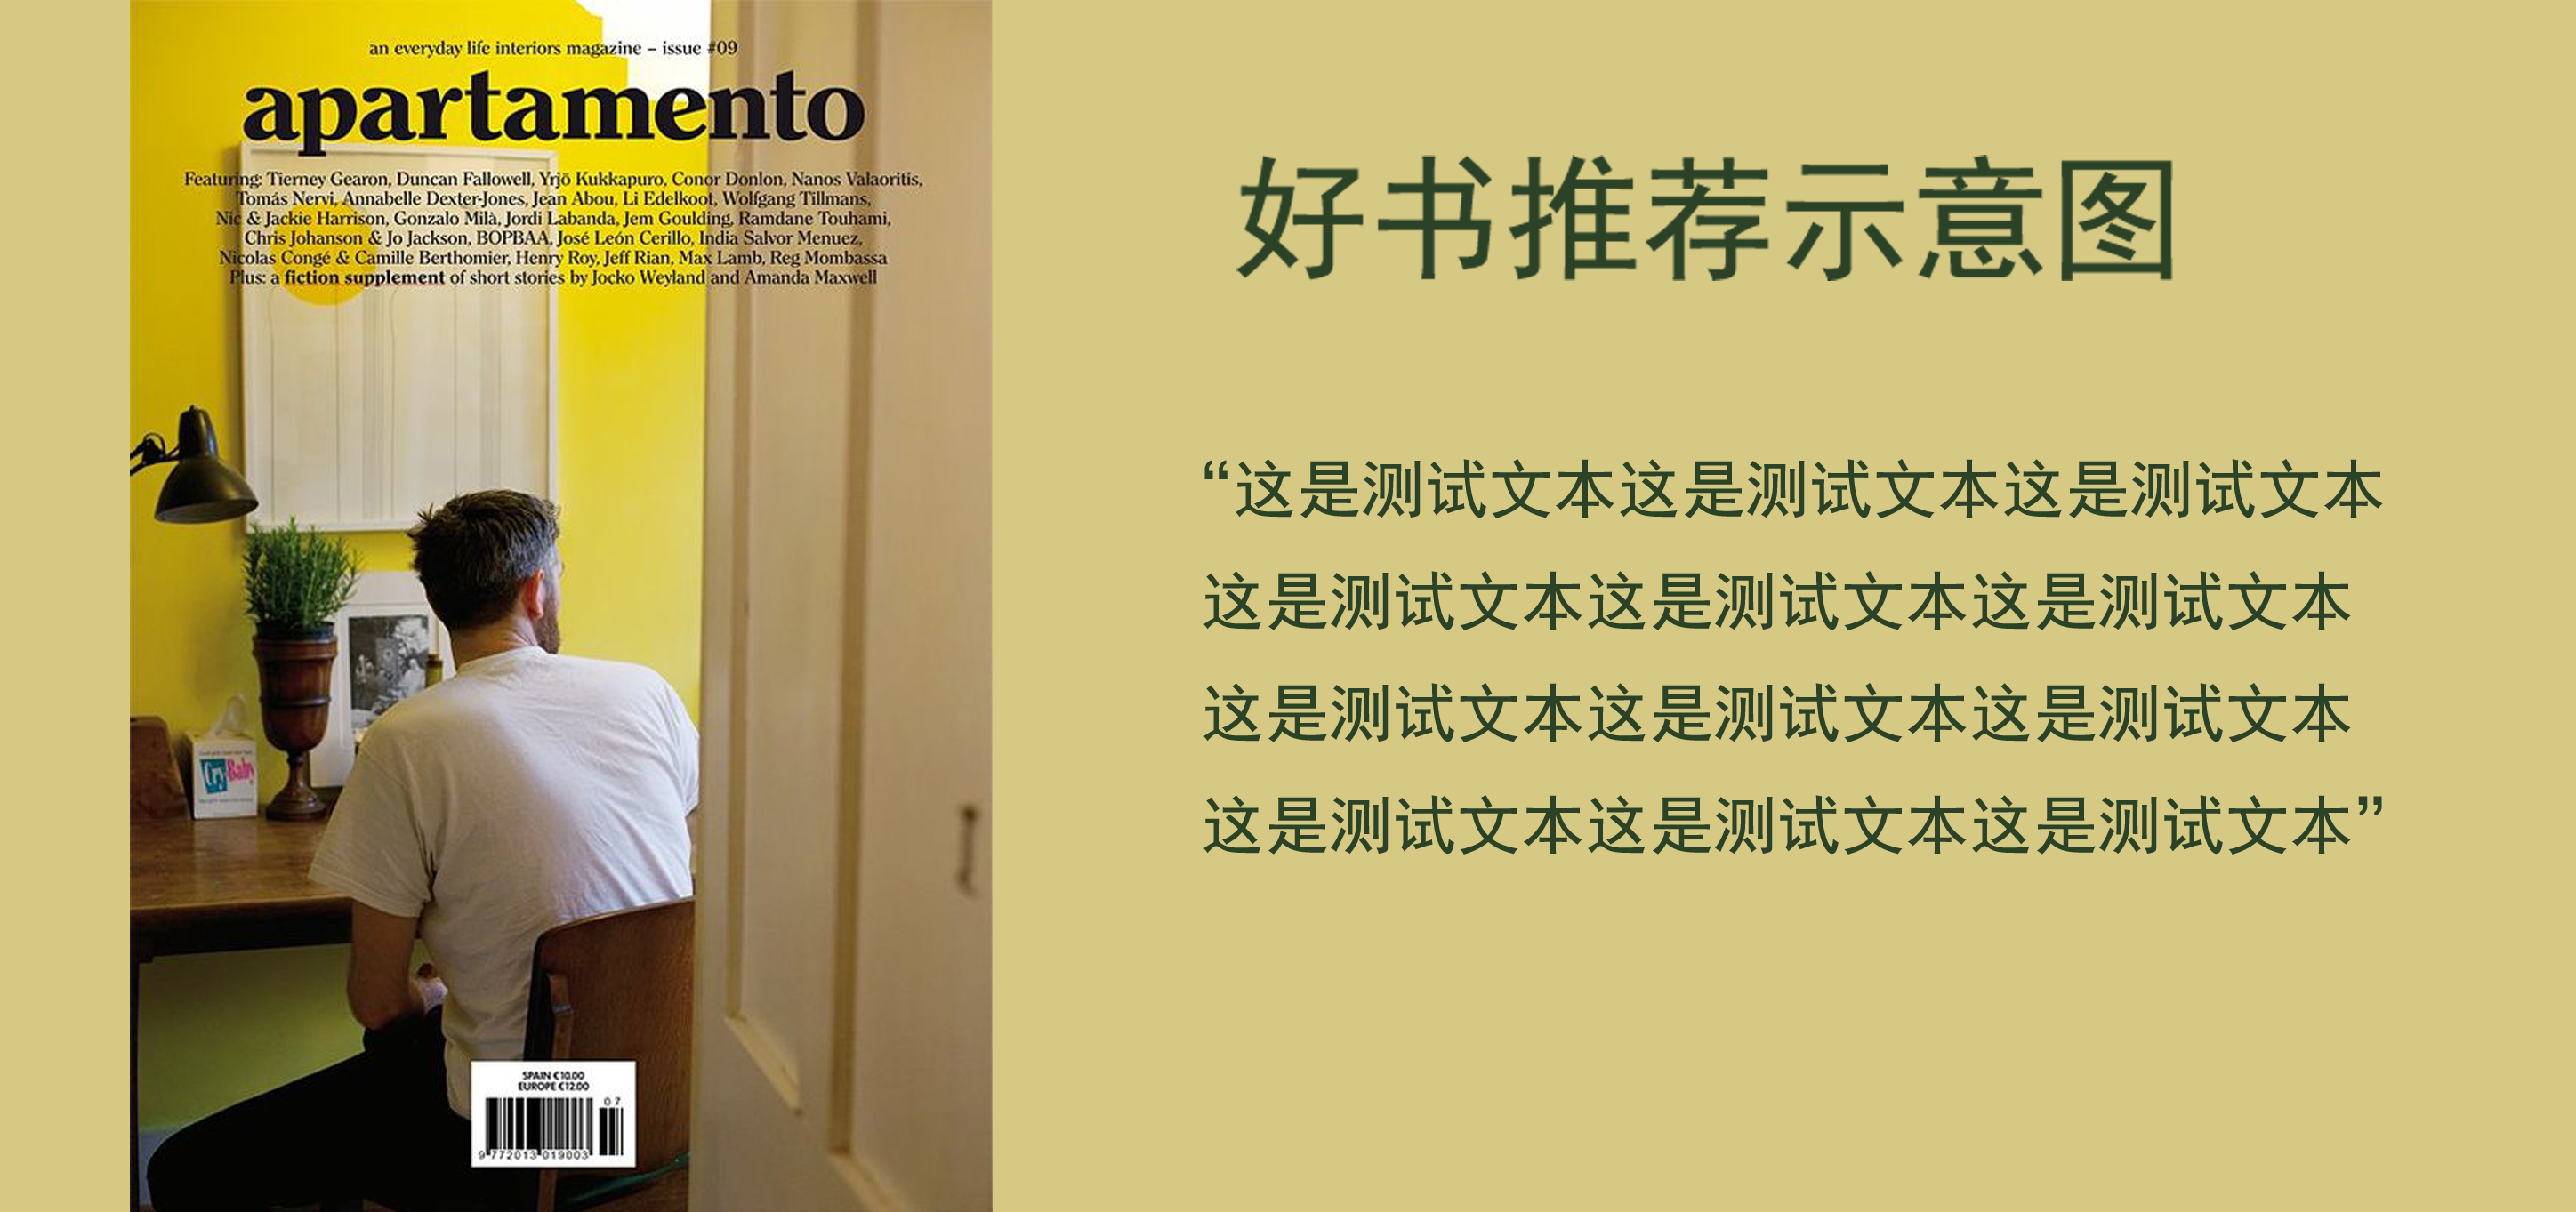 an everyday life interiors magazine – issue #09
apartamento
Featuring: Tierney Gearon, Duncan Fallowell, Yrjö Kukkapuro, Conor Donlon, Nanos Valaoritis,
Tomás Nervi, Annabelle Dexter-Jones, Jean Abou, Li Edelkoot, Wolfgang Tillmans,
Nic & Jackie Harrison, Gonzalo Milà, Jordi Labanda, Jem Goulding, Ramdane Touhami,
Chris Johanson & Jo Jackson, BOPBAA, José León Cerillo, India Salvor Menuez,
Nicolas Congé & Camille Berthomier, Henry Roy, Jeff Rian, Max Lamb, Reg Mombassa
Plus: a fiction supplement of short stories by Jocko Weyland and Amanda Maxwell
Cry Baby
SPAIN €10.00
EUROPE €12.00
07
9 772013 019003
好书推荐示意图
“这是测试文本这是测试文本这是测试文本
这是测试文本这是测试文本这是测试文本
这是测试文本这是测试文本这是测试文本
这是测试文本这是测试文本这是测试文本”